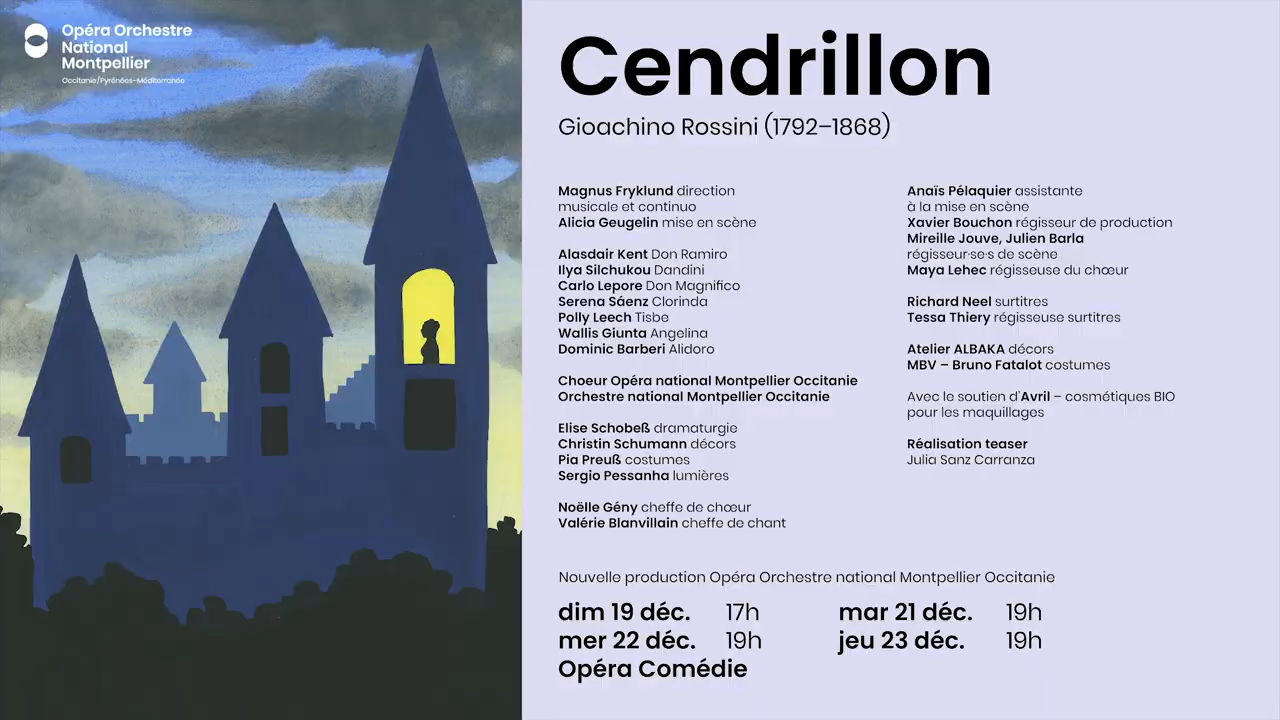 Opéra Orchestre
National
Montpellier
Occitanie/Pyrénées-Méditerranée
Cendrillon
Gioachino Rossini (1792–1868)
Magnus Fryklund direction
musicale et continuo
Alicia Geugelin mise en scène
Alasdair Kent Don Ramiro
Ilya Silchukou Dandini
Carlo Lepore Don Magnifico
Serena Sáenz Clorinda
Polly Leech Tisbe
Wallis Giunta Angelina
Dominic Barberi Alidoro
Choeur Opéra national Montpellier Occitanie
Orchestre national Montpellier Occitanie
Elise Schobeß dramaturgie
Christin Schumann décors
Pia Preuß costumes
Sergio Pessanha lumières
Noëlle Gény cheffe de chœur
Valérie Blanvillain cheffe de chant
Anaïs Pélaquier assistante
à la mise en scène
Xavier Bouchon régisseur de production
Mireille Jouve, Julien Barla
régisseur·se·s de scène
Maya Lehec régisseuse du chœur
Richard Neel surtitres
Tessa Thiery régisseuse surtitres
Atelier ALBAKA décors
MBV – Bruno Fatalot costumes
Avec le soutien d'Avril – cosmétiques BIO
pour les maquillages
Réalisation teaser
Julia Sanz Carranza
Nouvelle production Opéra Orchestre national Montpellier Occitanie
dim 19 déc. 17h mar 21 déc. 19h
mer 22 déc. 19h jeu 23 déc. 19h
Opéra Comédie